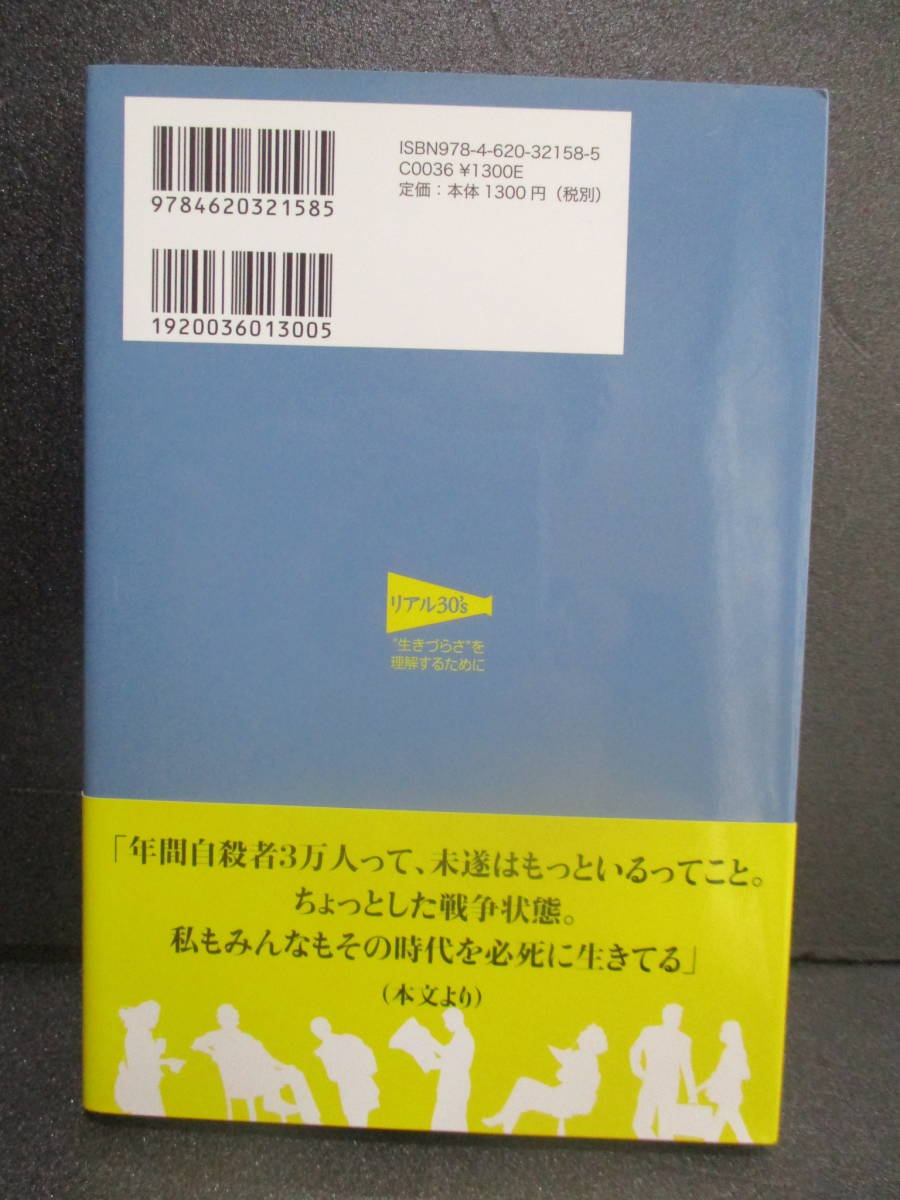 ISBN978-4-620-32158-5
C0036 ¥1300E
定価：本体1300円（税別）
9784620321585
1920036013005
リアル30's
"生きづらさ"を
理解するために
「年間自殺者3万人って、未遂はもっといるってこと。
ちょっとした戦争状態。
私もみんなもその時代を必死に生きてる」
（本文より）